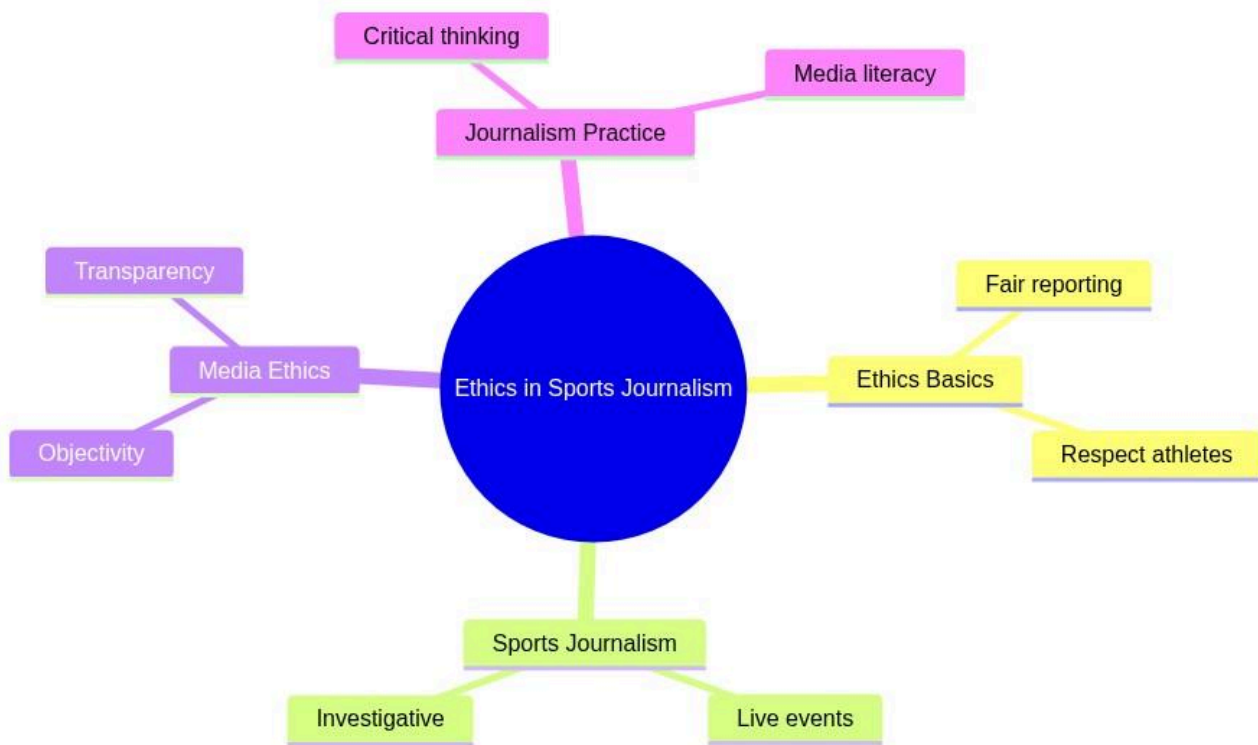 Critical thinking
Media literacy
Journalism Practice
Transparency
Fair reporting
Media Ethics
Ethics in Sports Journalism
Ethics Basics
Objectivity
Respect athletes
Sports Journalism
Investigative
Live events